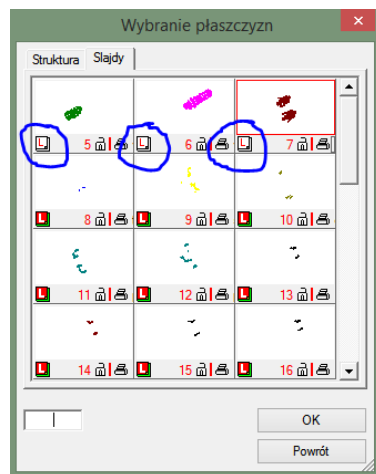 Wybranie płaszczyzn
Struktura Slajdy
L 5 L 6 L 7
L 8 L 9 L 10
L 11 L 12 L 13
L 14 L 15 L 16
OK
Powrót